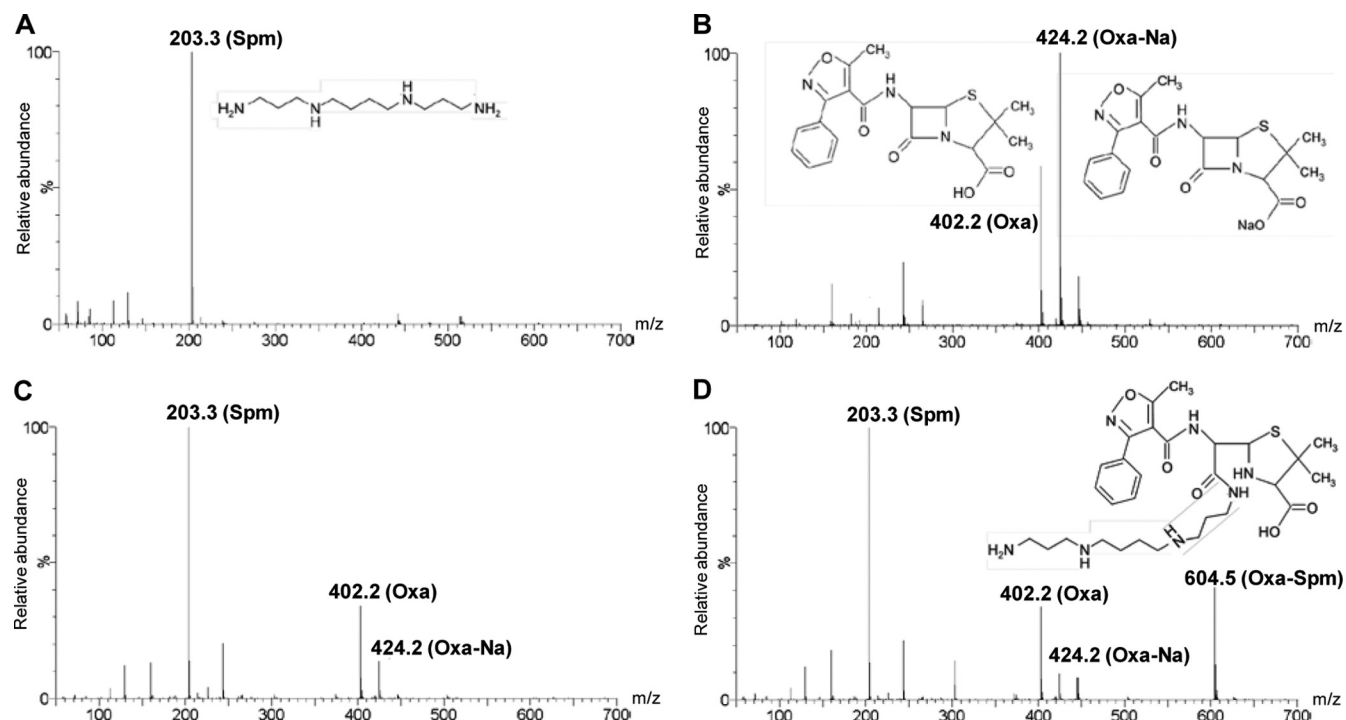 A
203.3 (Spm)
100
H₂N
N
H
H
N
NH₂
Relative abundance
%
0
100
200
300
400
500
600
700
m/z
B
424.2 (Oxa-Na)
100
CH₃
O
N
H
N
O
S
CH₃
CH₃
N
O
O
HO
402.2 (Oxa)
CH₃
O
N
H
N
O
S
CH₃
CH₃
N
O
O
NaO
Relative abundance
%
0
100
200
300
400
500
600
700
m/z
C
203.3 (Spm)
100
402.2 (Oxa)
424.2 (Oxa-Na)
Relative abundance
%
0
100
200
300
400
500
600
700
m/z
D
203.3 (Spm)
100
CH₃
O
N
H
N
O
S
CH₃
CH₃
HN
O
NH
O
HO
H
N
H₂N
N
H
604.5 (Oxa-Spm)
402.2 (Oxa)
424.2 (Oxa-Na)
Relative abundance
%
0
100
200
300
400
500
600
700
m/z